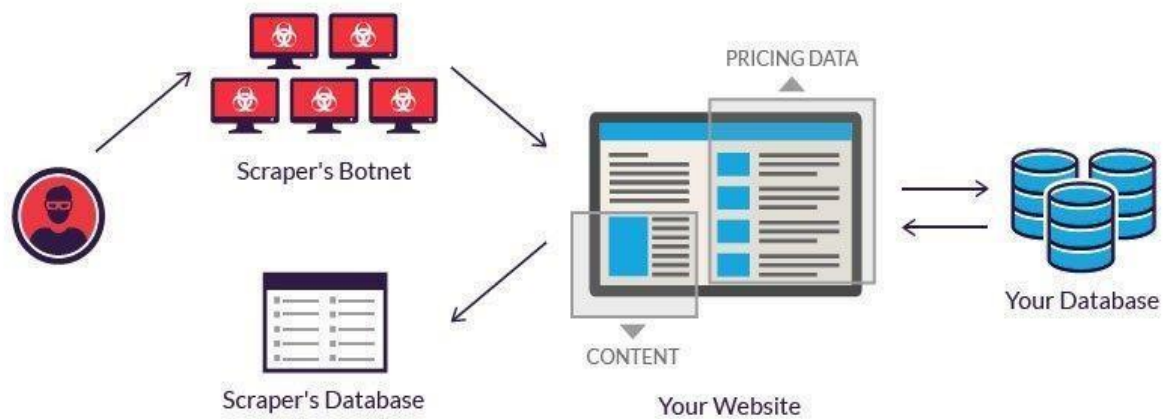 PRICING DATA
Scraper's Botnet
Your Database
CONTENT
Scraper's Database
Your Website